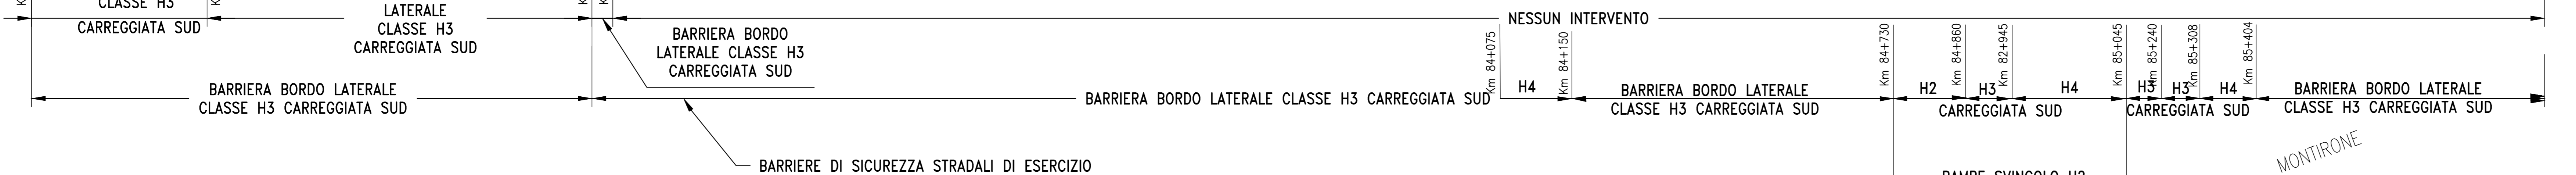 CLASSE H3
CARREGGIATA SUD
LATERALE
CLASSE H3
CARREGGIATA SUD
BARRIERA BORDO
LATERALE CLASSE H3
CARREGGIATA SUD
NESSUN INTERVENTO
Km 84+075
Km 84+150
Km 84+730
Km 84+860
Km 82+945
Km 85+045
Km 85+240
Km 85+308
Km 85+404
BARRIERA BORDO LATERALE
CLASSE H3 CARREGGIATA SUD
BARRIERA BORDO LATERALE CLASSE H3 CARREGGIATA SUD
H4
BARRIERA BORDO LATERALE
CLASSE H3 CARREGGIATA SUD
H2
H3
H4
CARREGGIATA SUD
H3
H3
H4
CARREGGIATA SUD
BARRIERA BORDO LATERALE
CLASSE H3 CARREGGIATA SUD
BARRIERE DI SICUREZZA STRADALI DI ESERCIZIO
MONTIRONE
RAMPE SVINCOLO H2